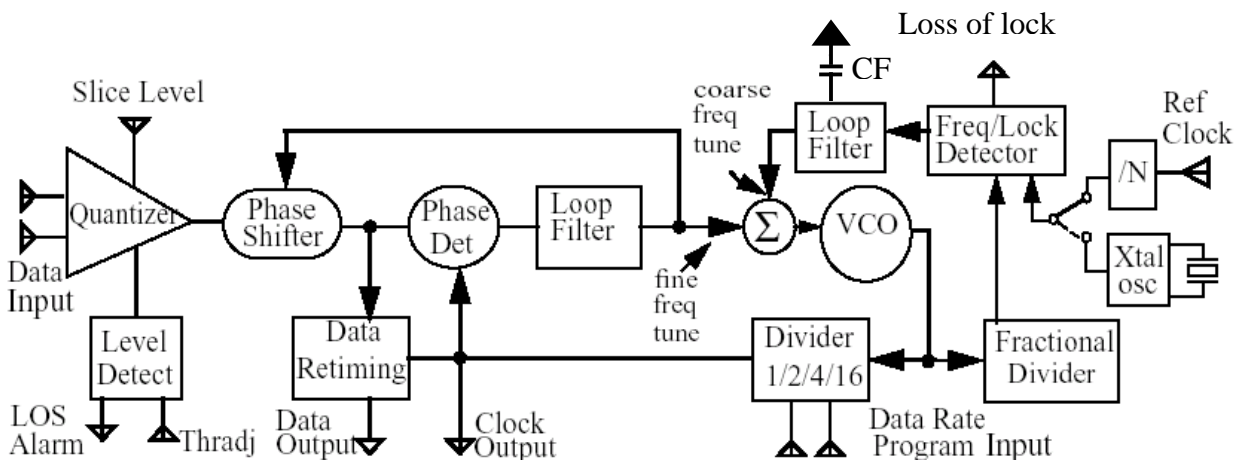 Loss of lock
CF
Slice Level
coarse
freq
tune
Loop
Filter
Freq/Lock
Detector
Ref
Clock
/N
Quantizer
Phase
Shifter
Phase
Det
Loop
Filter
Σ
VCO
Xtal
osc
Data
Input
fine
freq
tune
Level
Detect
Data
Retiming
Divider
1/2/4/16
Fractional
Divider
LOS
Alarm
Thradj
Data
Output
Clock
Output
Data Rate
Program Input